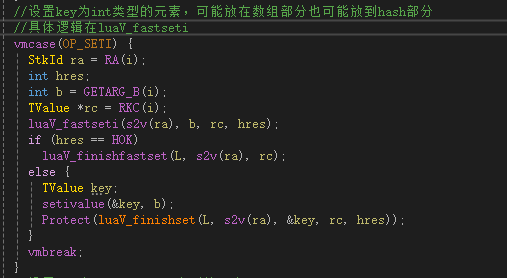 //设置key为int类型的元素，可能放在数组部分也可能放到hash部分
//具体逻辑在luaV_fastseti
vmcase(OP_SETI) {
  StkId ra = RA(i);
  int hres;
  int b = GETARG_B(i);
  TValue *rc = RKC(i);
  luaV_fastseti(s2v(ra), b, rc, hres);
  if (hres == HOK)
    luaV_finishfastset(L, s2v(ra), rc);
  else {
    TValue key;
    setivalue(&key, b);
    Protect(luaV_finishset(L, s2v(ra), &key, rc, hres));
  }
  vmbreak;
}